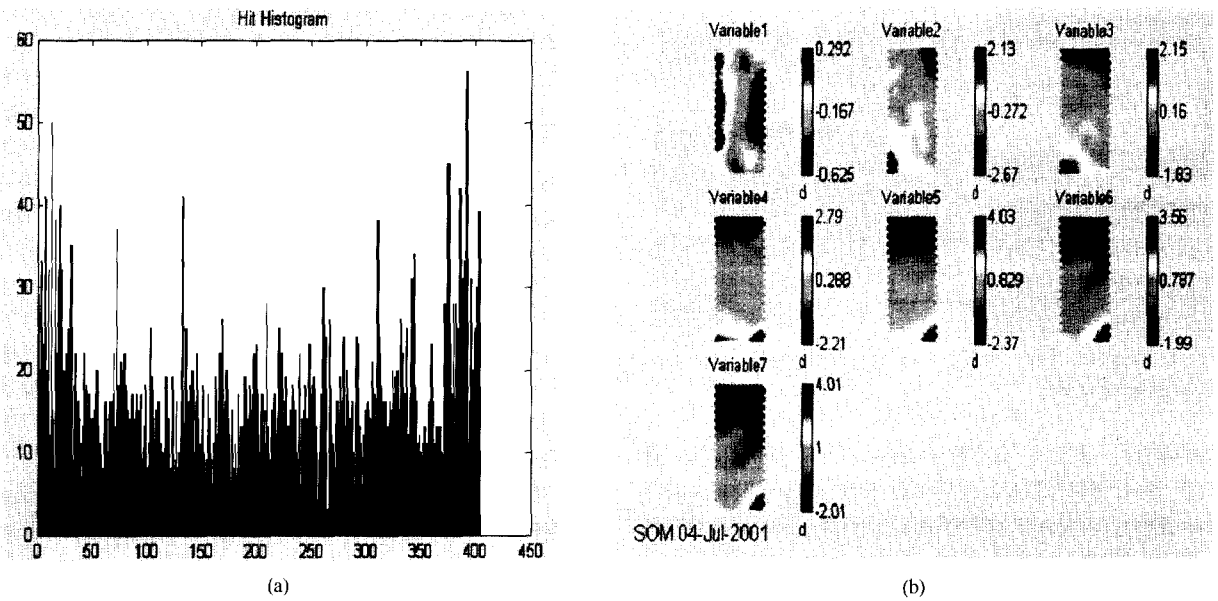 Hit Histogram
60
50
40
30
20
10
0
0 50 100 150 200 250 300 350 400 450
(a)
Variable1 Variable2 Variable3
0.292 2.13 2.15
-0.167 -0.272 0.16
-0.625 -2.67 -1.83
d d d
Variable4 Variable5 Variable6
2.79 4.03 3.56
0.288 0.829 0.787
-2.21 -2.37 -1.99
d d d
Variable7
4.01
1
-2.01
d
SOM 04-Jul-2001
(b)